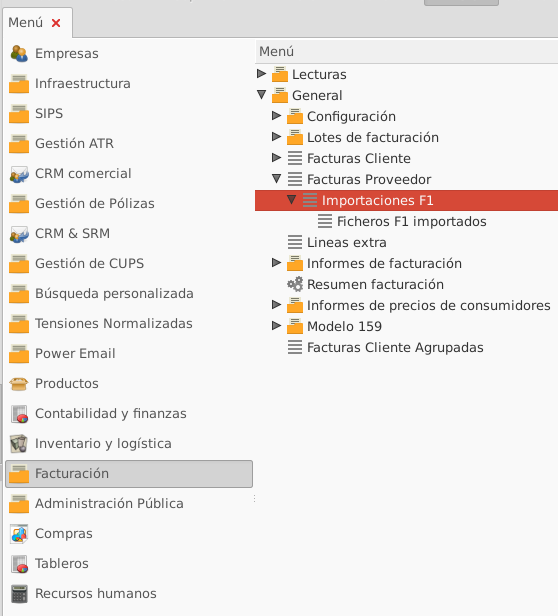 Menú
Empresas
Infraestructura
SIPS
Gestión ATR
CRM comercial
Gestión de Pólizas
CRM & SRM
Gestión de CUPS
Búsqueda personalizada
Tensiones Normalizadas
Power Email
Productos
Contabilidad y finanzas
Inventario y logística
Facturación
Administración Pública
Compras
Tableros
Recursos humanos
Menú
Lecturas
General
Configuración
Lotes de facturación
Facturas Cliente
Facturas Proveedor
Importaciones F1
Ficheros F1 importados
Lineas extra
Informes de facturación
Resumen facturación
Informes de precios de consumidores
Modelo 159
Facturas Cliente Agrupadas